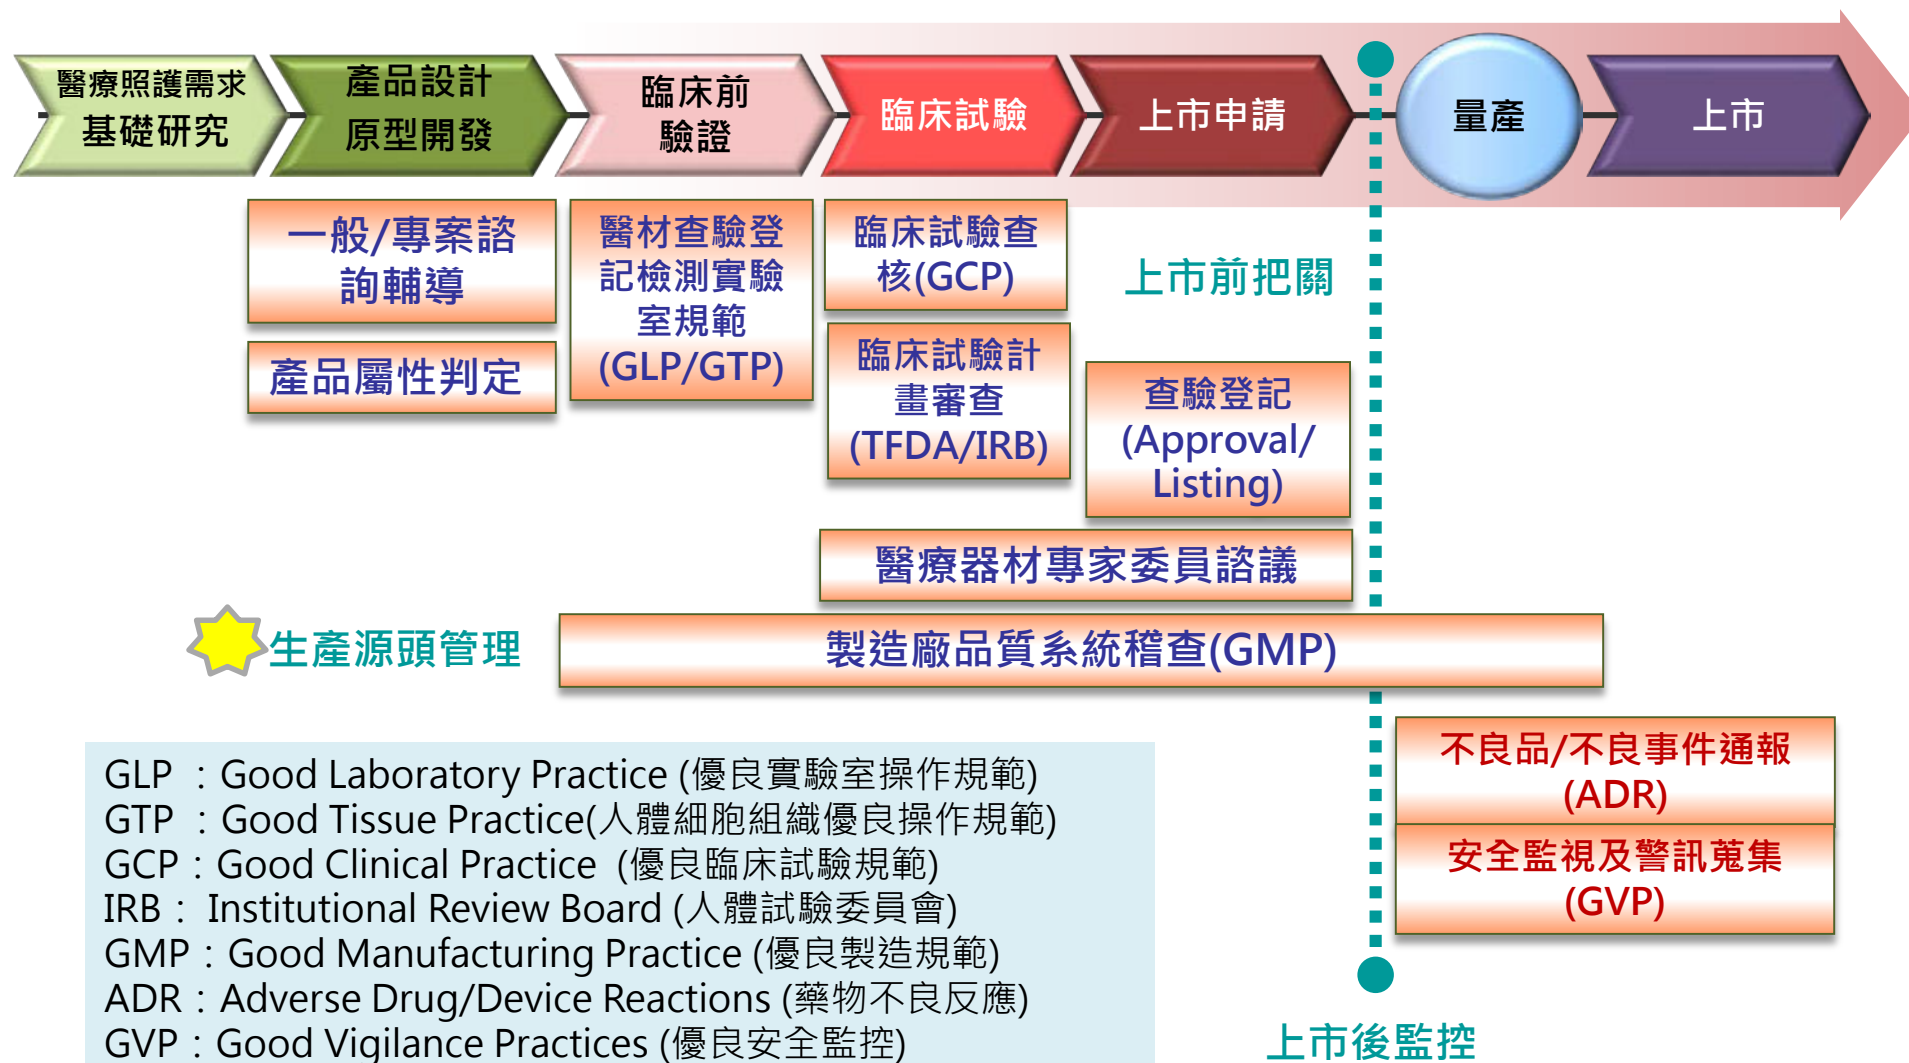 醫療照護需求
基礎研究
產品設計
原型開發
臨床前
驗證
臨床試驗
上市申請
量產
上市
一般/專案諮
詢輔導
產品屬性判定
醫材查驗登
記檢測實驗
室規範
(GLP/GTP)
臨床試驗查
核(GCP)
臨床試驗計
畫審查
(TFDA/IRB)
上市前把關
查驗登記
(Approval/
Listing)
醫療器材專家委員諮議
生產源頭管理
製造廠品質系統稽查(GMP)
不良品/不良事件通報
(ADR)
安全監視及警訊蒐集
(GVP)
GLP ：Good Laboratory Practice (優良實驗室操作規範)
GTP ：Good Tissue Practice(人體細胞組織優良操作規範)
GCP：Good Clinical Practice (優良臨床試驗規範)
IRB： Institutional Review Board (人體試驗委員會)
GMP：Good Manufacturing Practice (優良製造規範)
ADR：Adverse Drug/Device Reactions (藥物不良反應)
GVP：Good Vigilance Practices (優良安全監控)
上市後監控